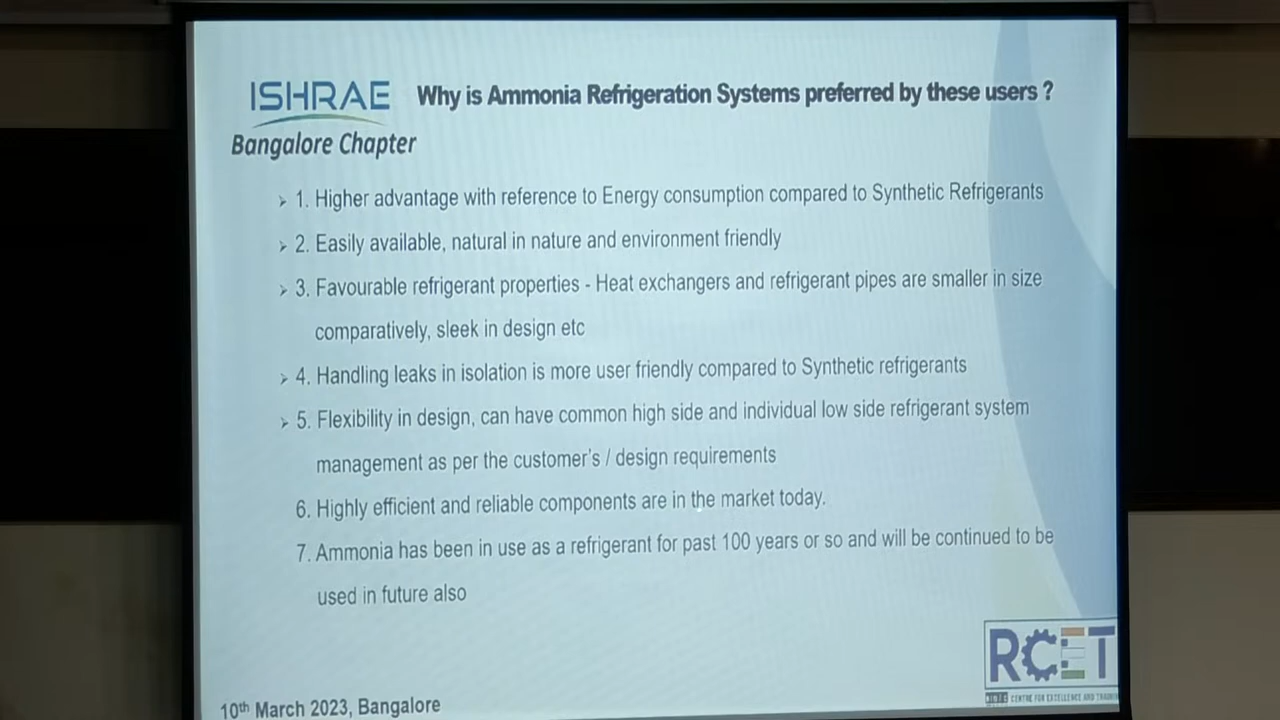 ISHRAE Why is Ammonia Refrigeration Systems preferred by these users ?
Bangalore Chapter
➢ 1. Higher advantage with reference to Energy consumption compared to Synthetic Refrigerants
➢ 2. Easily available, natural in nature and environment friendly
➢ 3. Favourable refrigerant properties - Heat exchangers and refrigerant pipes are smaller in size
comparatively, sleek in design etc
➢ 4. Handling leaks in isolation is more user friendly compared to Synthetic refrigerants
➢ 5. Flexibility in design, can have common high side and individual low side refrigerant system
management as per the customer's / design requirements
6. Highly efficient and reliable components are in the market today.
7. Ammonia has been in use as a refrigerant for past 100 years or so and will be continued to be
used in future also
RCET
CENTRE FOR EXCELLENCE AND
10th March 2023, Bangalore